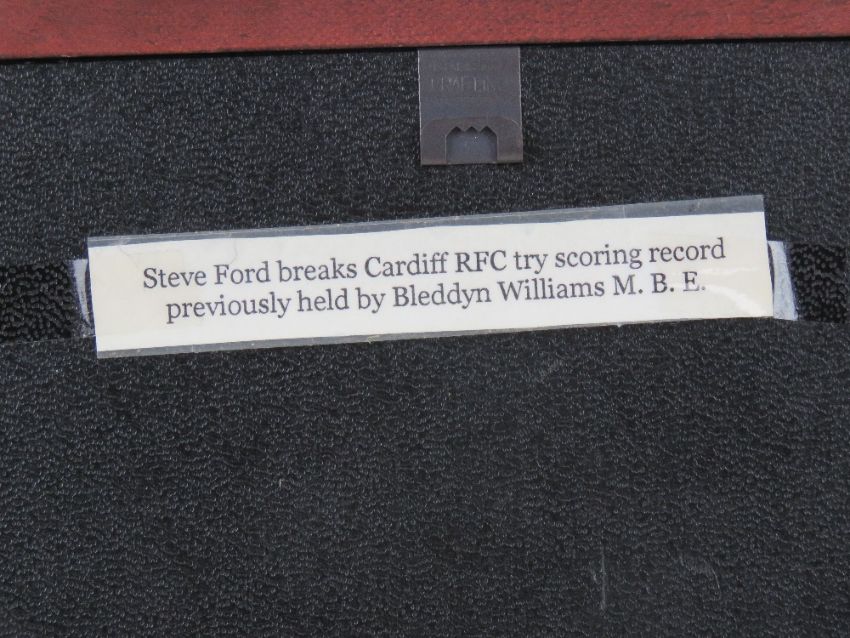 Steve Ford breaks Cardiff RFC try scoring record
previously held by Bleddyn Williams M. B. E.